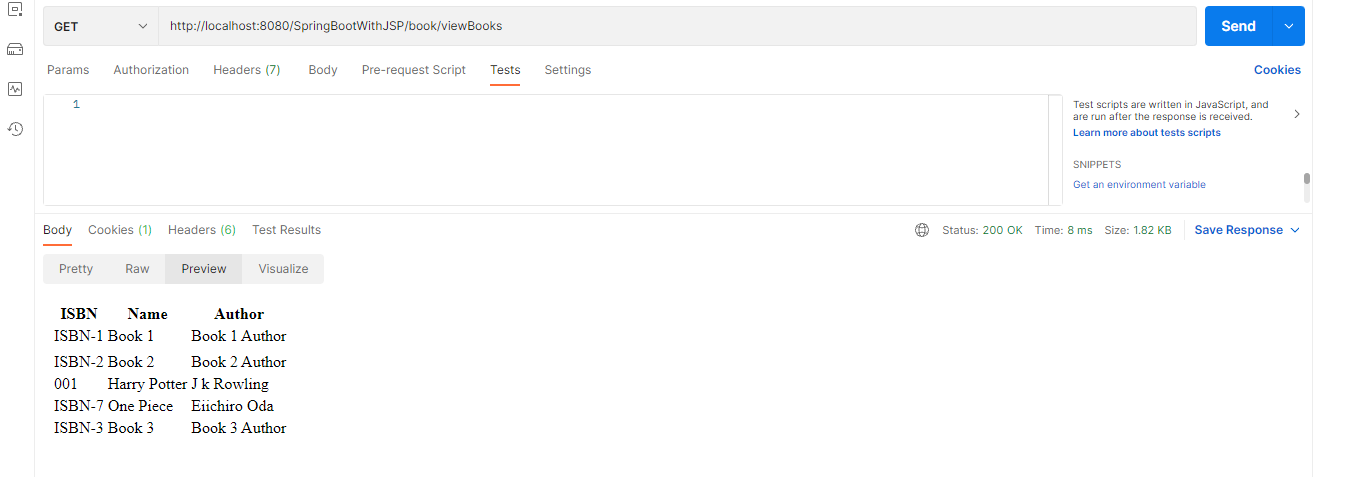 GET http://localhost:8080/SpringBootWithJSP/book/viewBooks Send
Params Authorization Headers (7) Body Pre-request Script Tests Settings Cookies
1
Test scripts are written in JavaScript, and
are run after the response is received.
Learn more about tests scripts
SNIPPETS
Get an environment variable
Body Cookies (1) Headers (6) Test Results Status: 200 OK Time: 8 ms Size: 1.82 KB Save Response
Pretty Raw Preview Visualize
ISBN Name Author
ISBN-1 Book 1 Book 1 Author
ISBN-2 Book 2 Book 2 Author
001 Harry Potter J k Rowling
ISBN-7 One Piece Eiichiro Oda
ISBN-3 Book 3 Book 3 Author